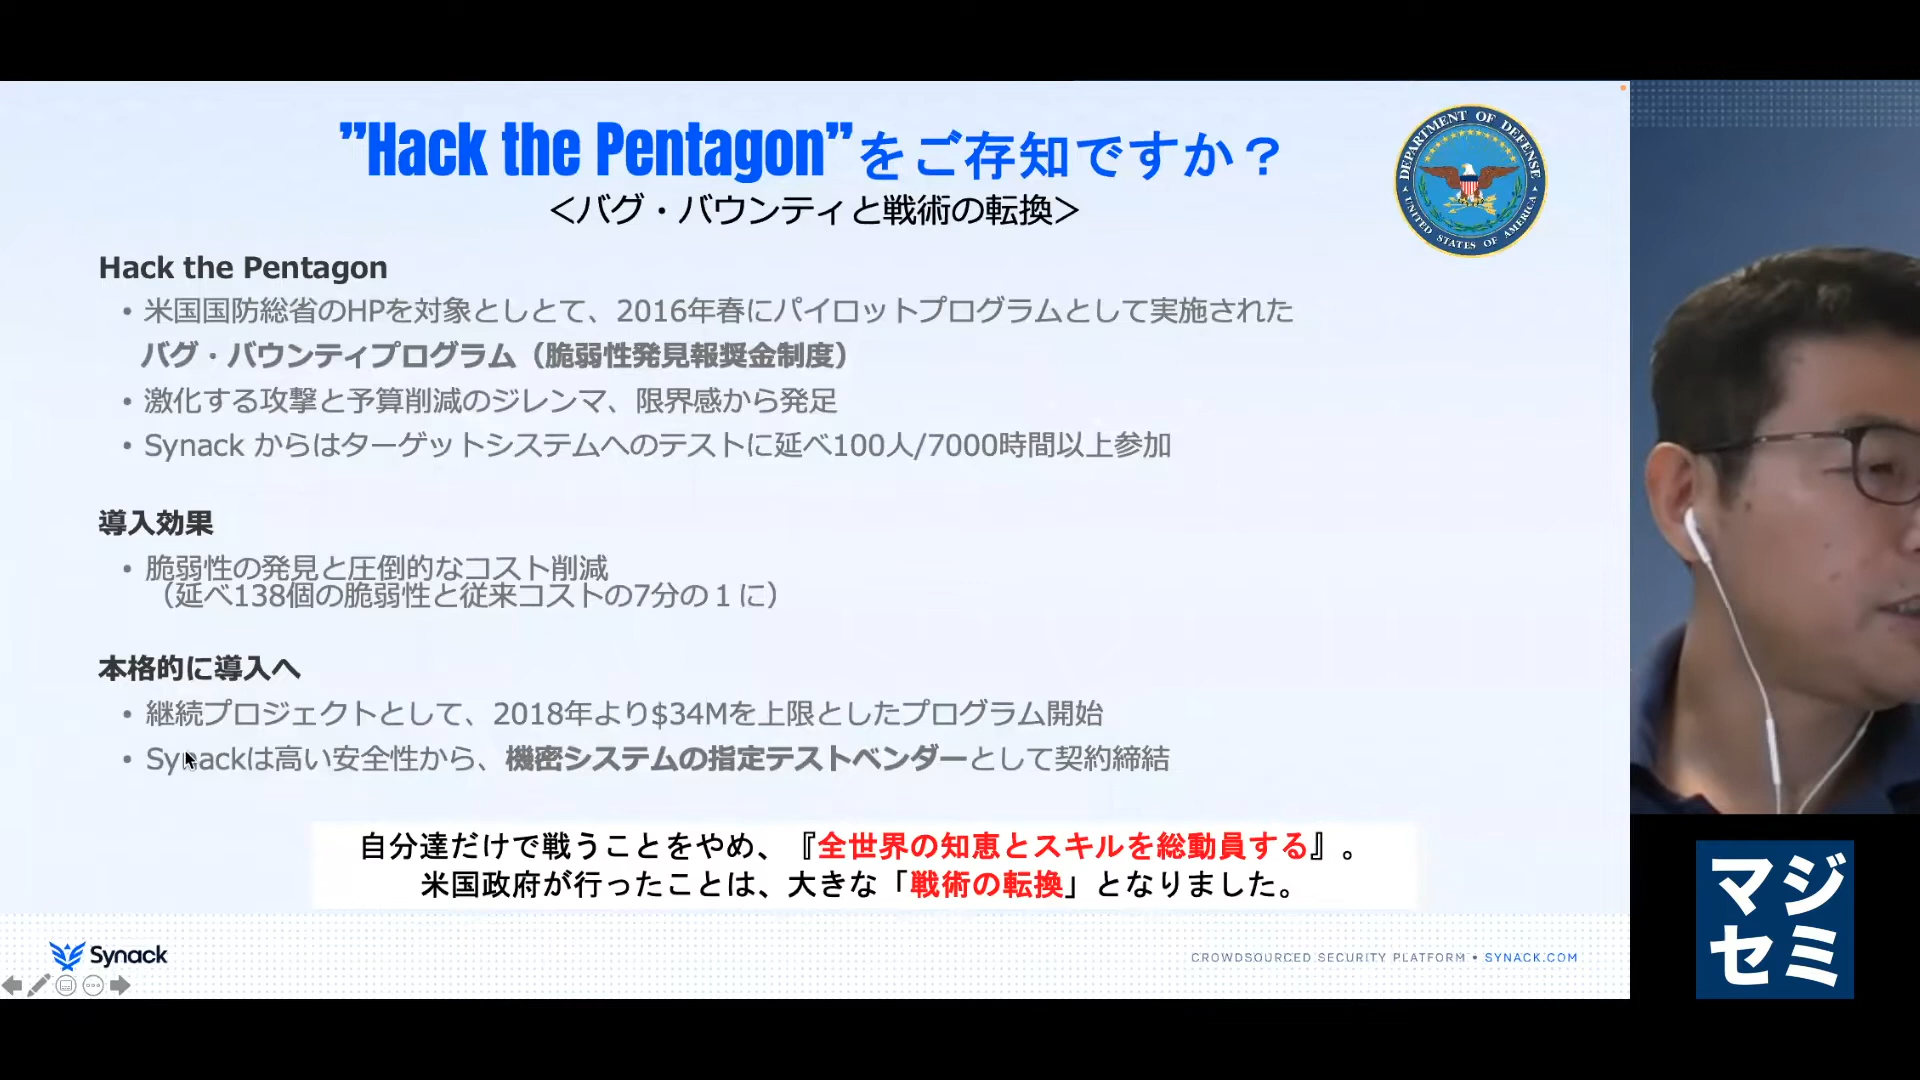 ”Hack the Pentagon”をご存知ですか？
＜バグ・バウンティと戦術の転換＞
DEPARTMENT OF DEFENSE
UNITED STATES OF AMERICA
Hack the Pentagon
• 米国国防総省のHPを対象としとて、2016年春にパイロットプログラムとして実施された
バグ・バウンティプログラム（脆弱性発見報奨金制度）
• 激化する攻撃と予算削減のジレンマ、限界感から発足
• Synack からはターゲットシステムへのテストに延べ100人/7000時間以上参加
導入効果
• 脆弱性の発見と圧倒的なコスト削減
（延べ138個の脆弱性と従来コストの7分の１に）
本格的に導入へ
• 継続プロジェクトとして、2018年より$34Mを上限としたプログラム開始
• Synackは高い安全性から、機密システムの指定テストベンダーとして契約締結
自分達だけで戦うことをやめ、『全世界の知恵とスキルを総動員する』。
米国政府が行ったことは、大きな「戦術の転換」となりました。
Synack
CROWDSOURCED SECURITY PLATFORM • SYNACK.COM
マジ
セミ